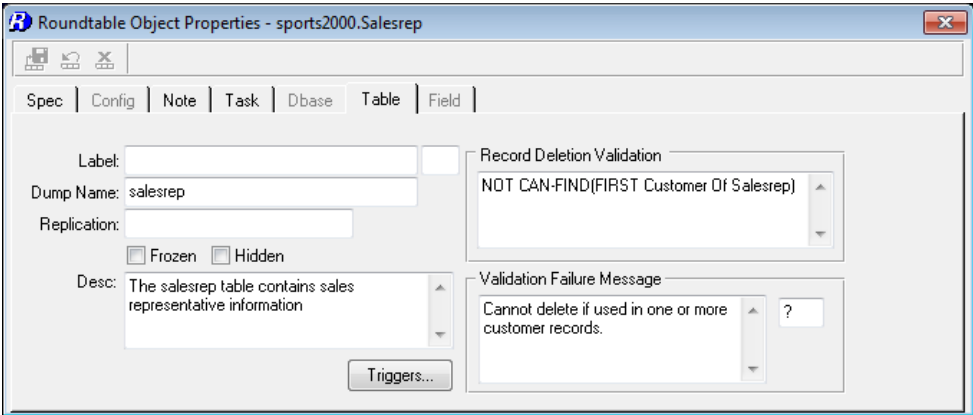 Roundtable Object Properties - sports2000.Salesrep
Spec Config Note Task Dbase Table Field
Label:
Dump Name: salesrep
Replication:
Frozen Hidden
Desc: The salesrep table contains sales
representative information
Triggers...
Record Deletion Validation
NOT CAN-FIND(FIRST Customer Of Salesrep)
Validation Failure Message
Cannot delete if used in one or more ?
customer records.